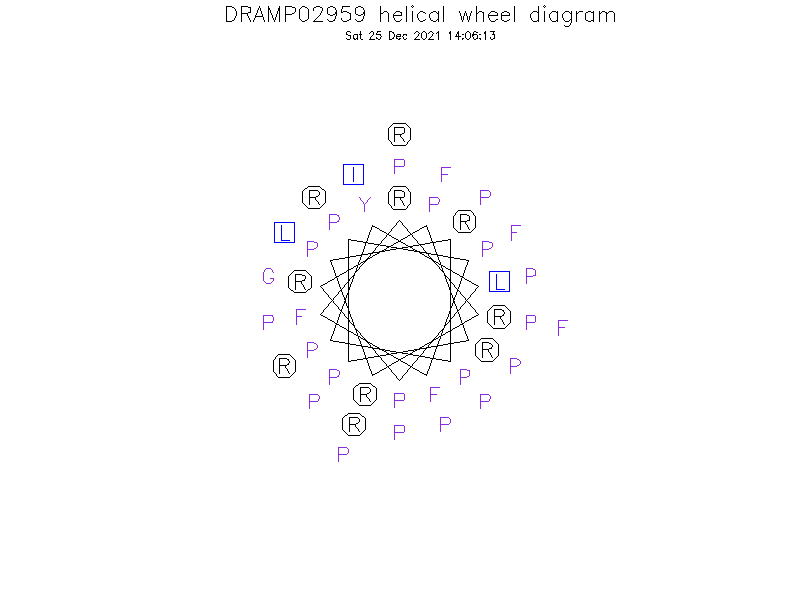 DRAMP02959 helical wheel diagram
Sat 25 Dec 2021 14:06:13
R
P
I F
R Y R P P
P R
L F
P P
G R L P
P F R P F
P R
R P
P R P
P R P F P
R P P
P